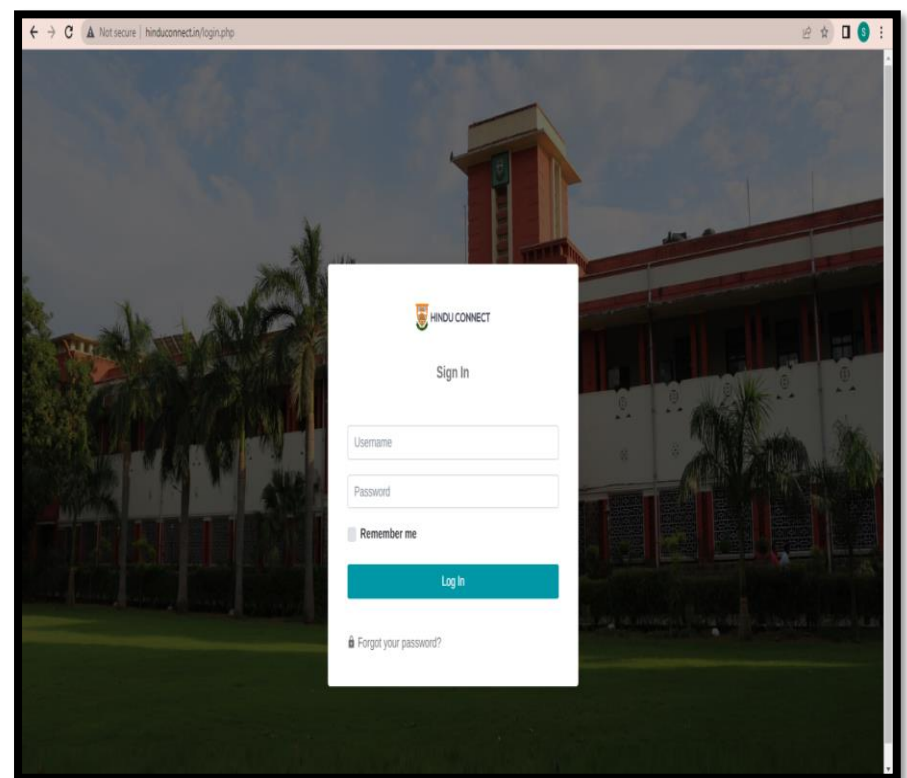 Not secure | hinduconnect.in/login.php
S
HINDU CONNECT
Sign In
Username
Password
Remember me
Log In
Forgot your password?